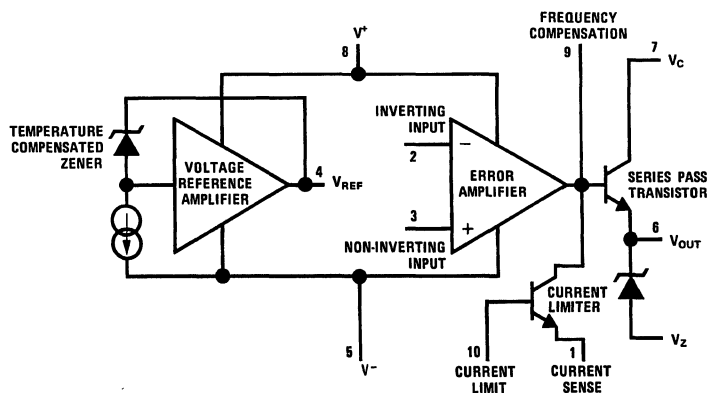 FREQUENCY
COMPENSATION
9
V+
8
7
VC
TEMPERATURE
COMPENSATED
ZENER
VOLTAGE
REFERENCE
AMPLIFIER
4
VREF
INVERTING
INPUT
2
−
ERROR
AMPLIFIER
3
+
NON-INVERTING
INPUT
SERIES PASS
TRANSISTOR
6
VOUT
CURRENT
LIMITER
5
V−
10
CURRENT
LIMIT
1
CURRENT
SENSE
VZ